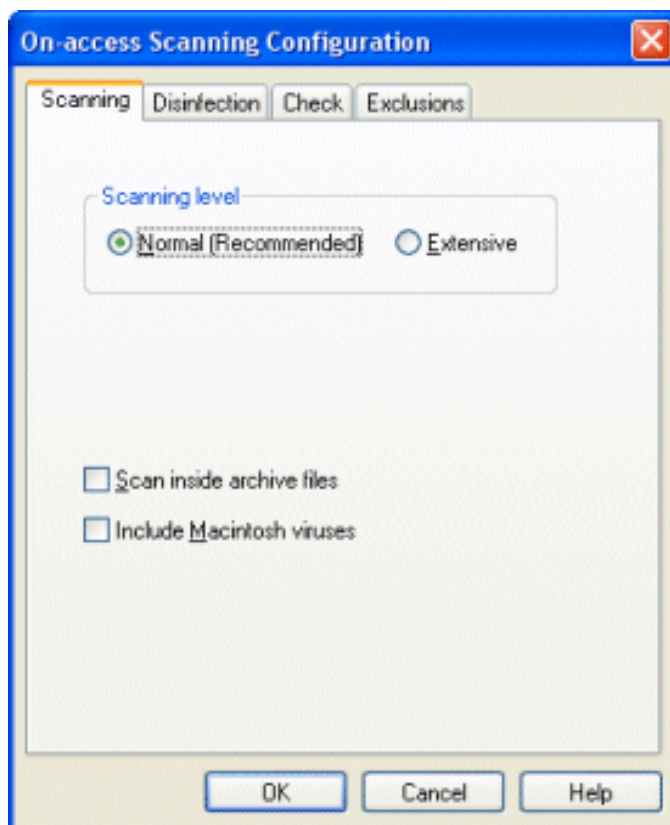 On-access Scanning Configuration
Scanning Disinfection Check Exclusions
Scanning level
Normal (Recommended) Extensive
Scan inside archive files
Include Macintosh viruses
OK Cancel Help